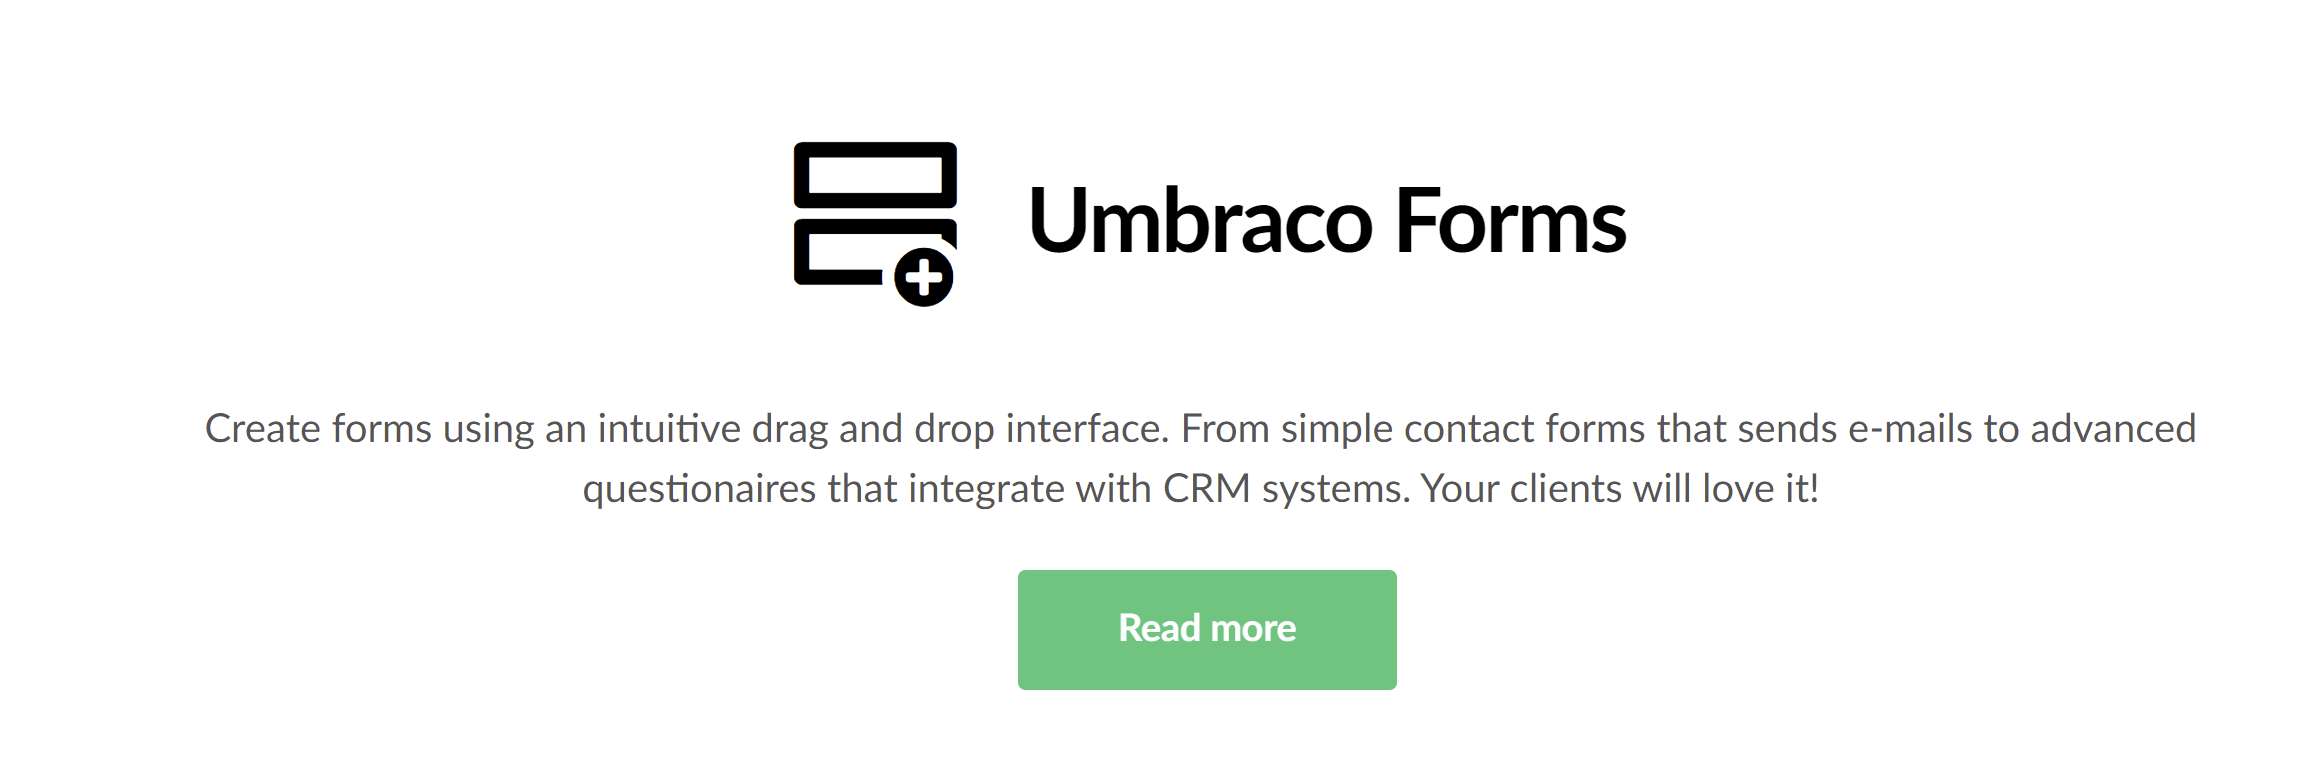 Umbraco Forms
Create forms using an intuitive drag and drop interface. From simple contact forms that sends e-mails to advanced
questionaires that integrate with CRM systems. Your clients will love it!
Read more